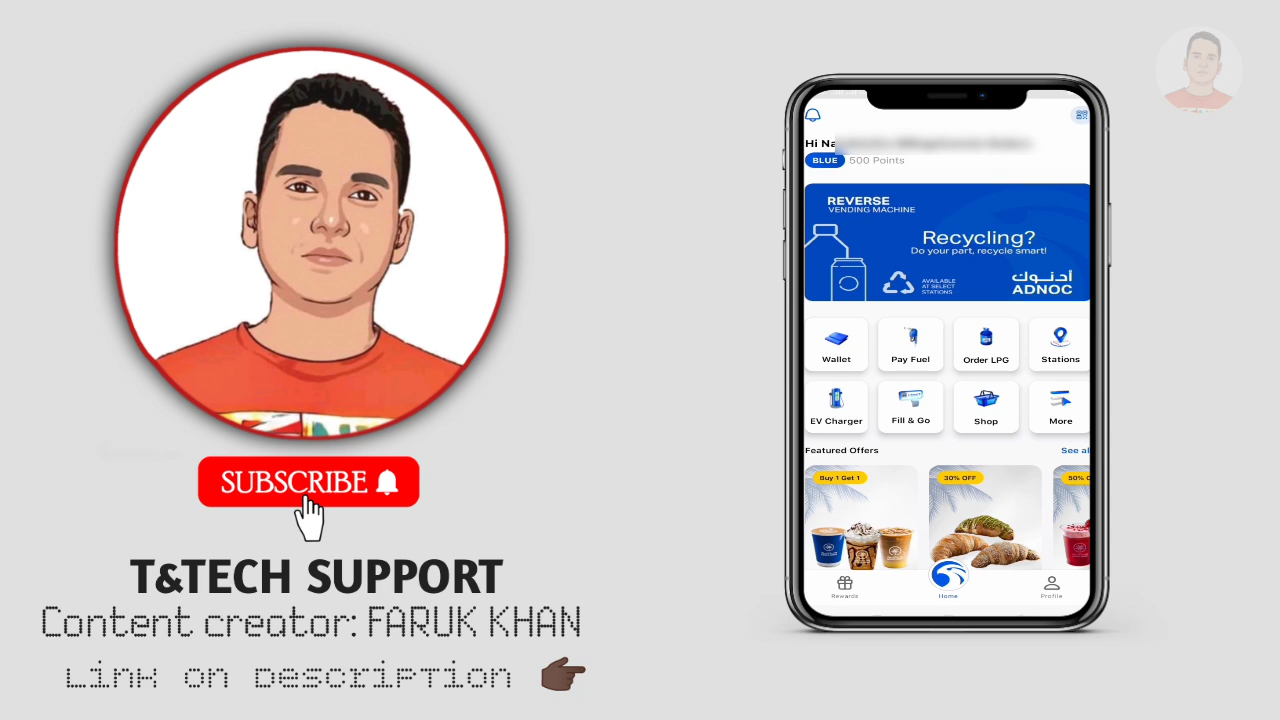 SUBSCRIBE
T&TECH SUPPORT
Content creator: FARUK KHAN
Link on Description
Hi Na
BLUE 500 Points
REVERSE
VENDING MACHINE
Recycling?
Do your part, recycle smart!
AVAILABLE
AT SELECT
STATIONS
أدنوك
ADNOC
Wallet Pay Fuel Order LPG Stations
EV Charger Fill & Go Shop More
Featured Offers See al
Buy 1 Get 1 30% OFF 50% O
Rewards Home Profile